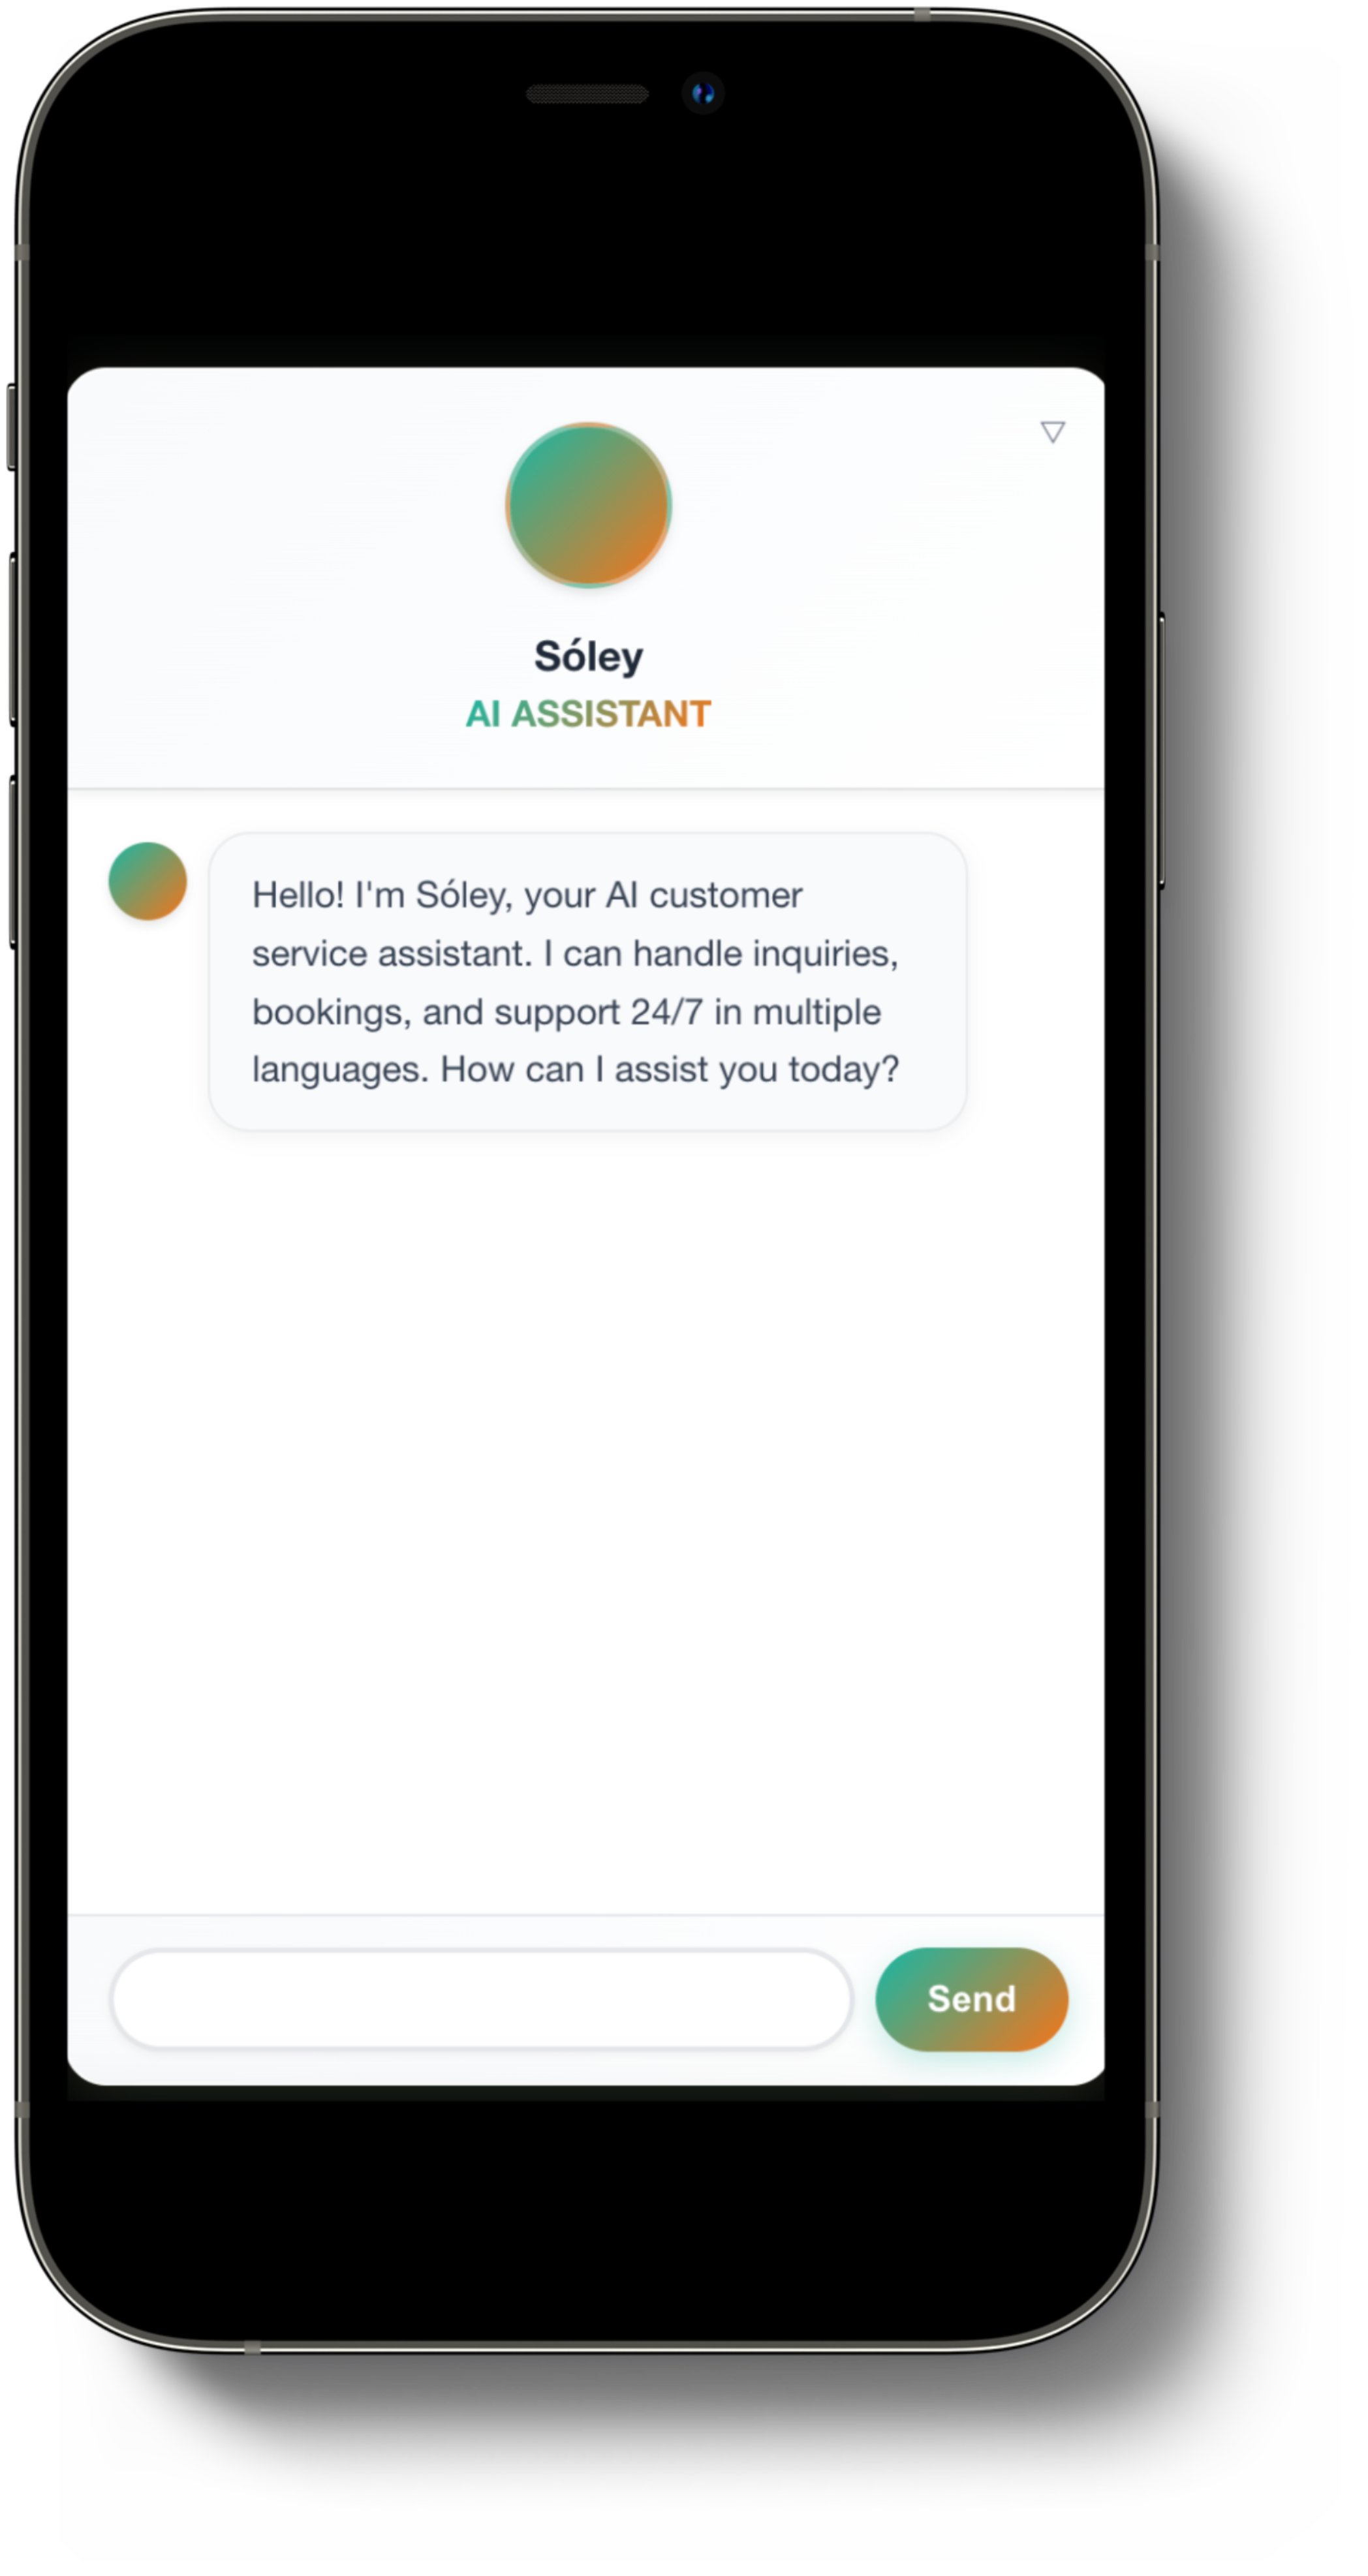 Sóley
AI ASSISTANT
Hello! I'm Sóley, your AI customer
service assistant. I can handle inquiries,
bookings, and support 24/7 in multiple
languages. How can I assist you today?
Send